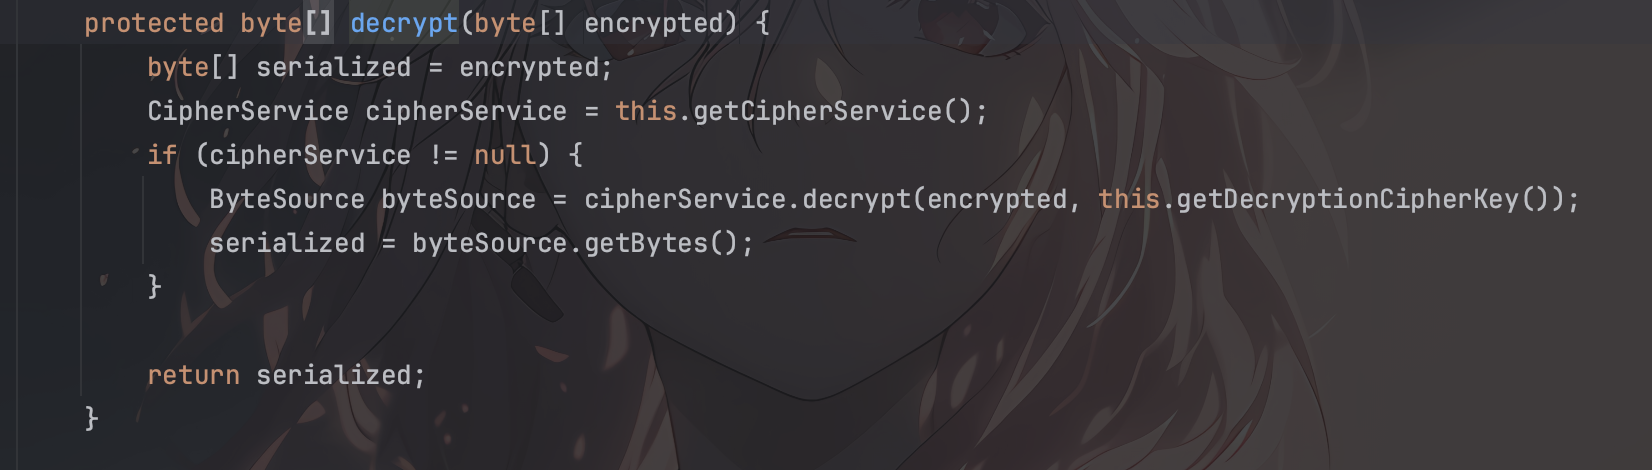 protected byte[] decrypt(byte[] encrypted) {
    byte[] serialized = encrypted;
    CipherService cipherService = this.getCipherService();
    if (cipherService != null) {
        ByteSource byteSource = cipherService.decrypt(encrypted, this.getDecryptionCipherKey());
        serialized = byteSource.getBytes();
    }

    return serialized;
}